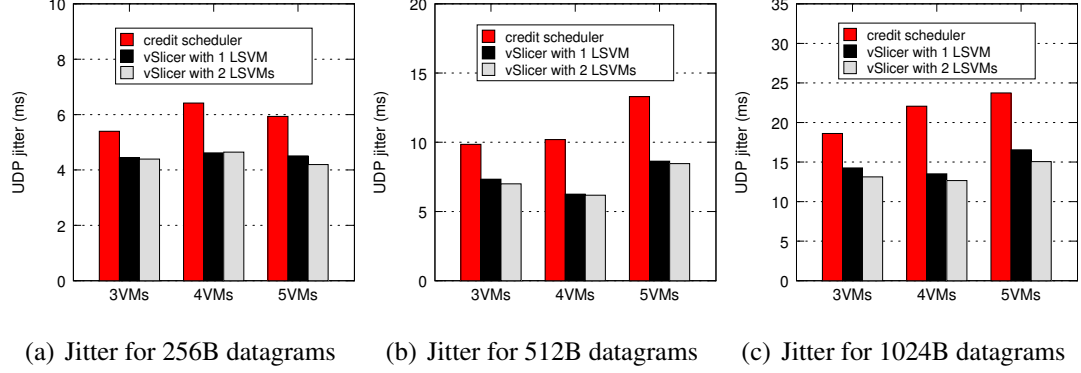 10
8
6
4
2
0
UDP jitter (ms)
credit scheduler
vSlicer with 1 LSVM
vSlicer with 2 LSVMs
3VMs 4VMs 5VMs
(a) Jitter for 256B datagrams
20
15
10
5
0
UDP jitter (ms)
credit scheduler
vSlicer with 1 LSVM
vSlicer with 2 LSVMs
3VMs 4VMs 5VMs
(b) Jitter for 512B datagrams
35
30
25
20
15
10
5
0
UDP jitter (ms)
credit scheduler
vSlicer with 1 LSVM
vSlicer with 2 LSVMs
3VMs 4VMs 5VMs
(c) Jitter for 1024B datagrams